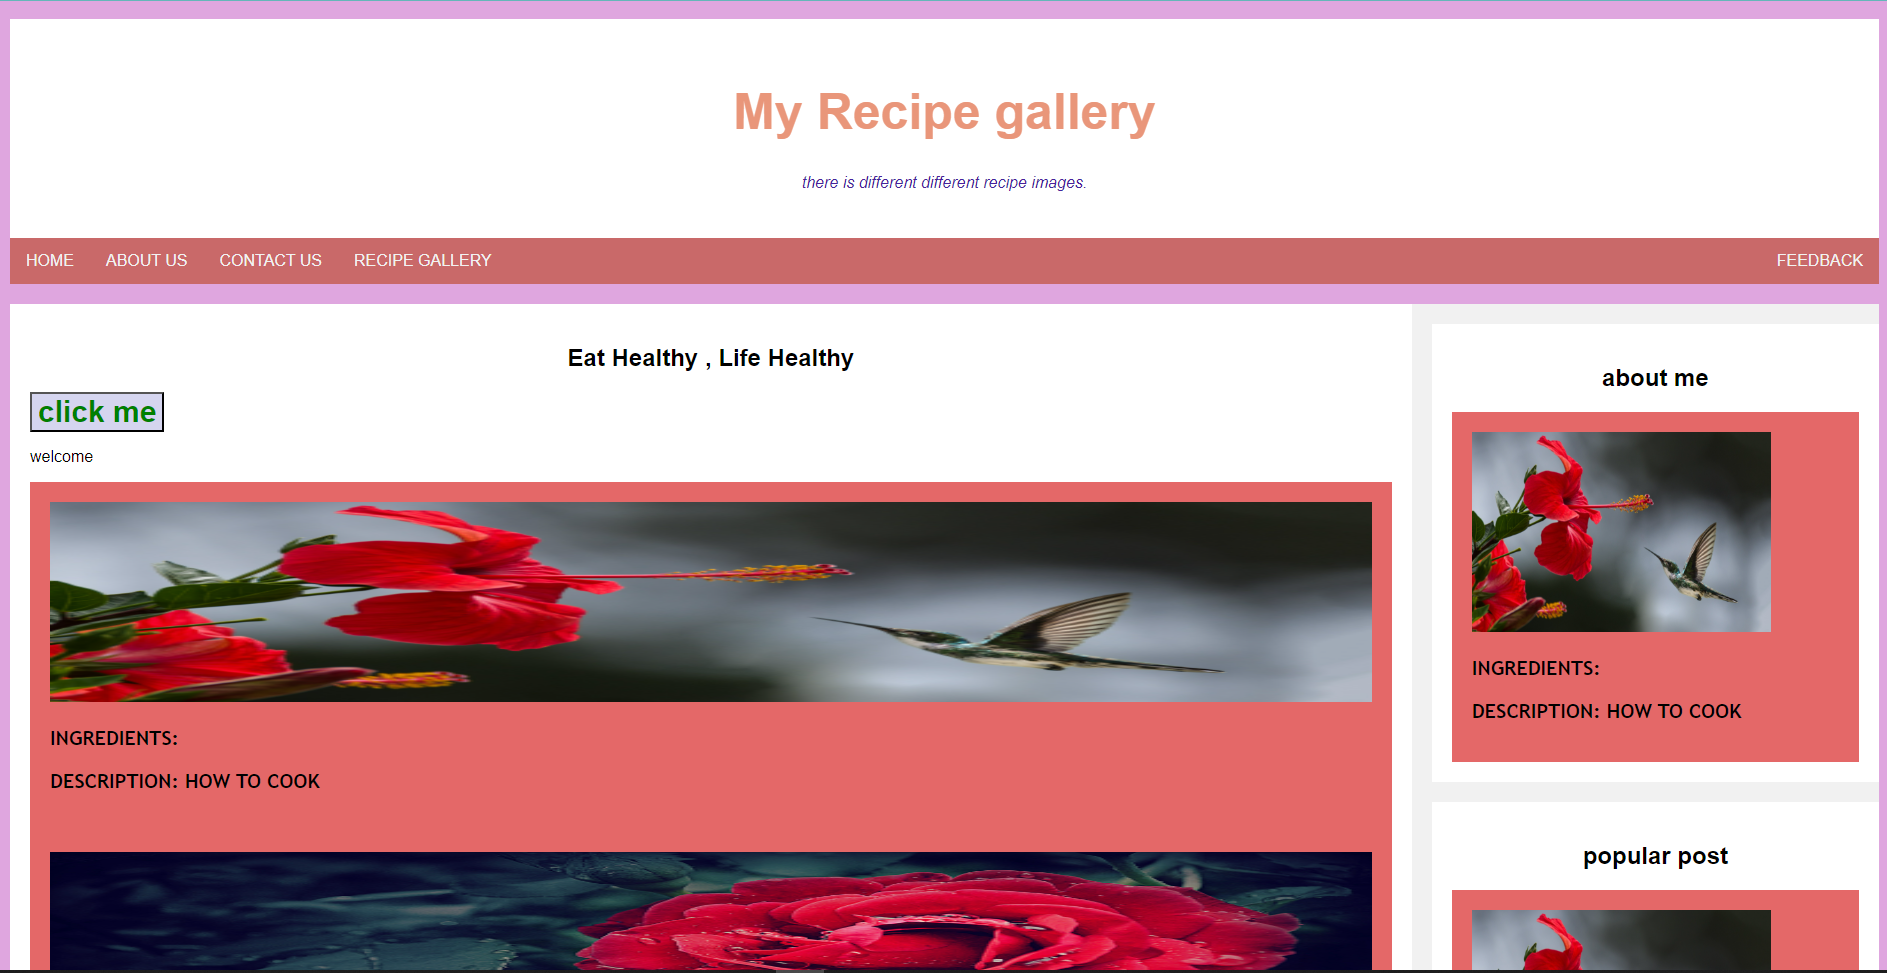 My Recipe gallery
there is different different recipe images.
HOME ABOUT US CONTACT US RECIPE GALLERY FEEDBACK
Eat Healthy , Life Healthy
click me
welcome
INGREDIENTS:
DESCRIPTION: HOW TO COOK
about me
INGREDIENTS:
DESCRIPTION: HOW TO COOK
popular post